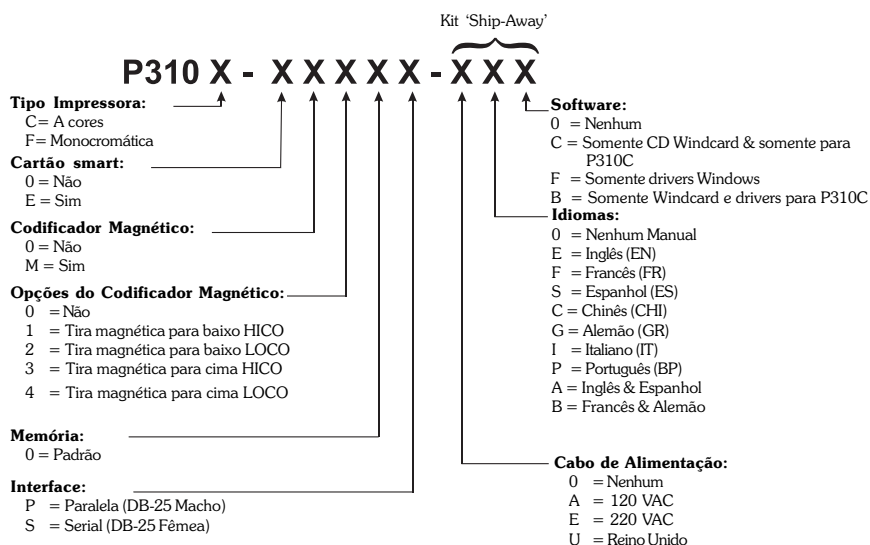 Kit ‘Ship-Away’
P310 X - X X X X X - X X X
Tipo Impressora:
C= A cores
F= Monocromática
Cartão smart:
0 = Não
E = Sim
Codificador Magnético:
0 = Não
M = Sim
Opções do Codificador Magnético:
0 = Não
1 = Tira magnética para baixo HICO
2 = Tira magnética para baixo LOCO
3 = Tira magnética para cima HICO
4 = Tira magnética para cima LOCO
Memória:
0 = Padrão
Interface:
P = Paralela (DB-25 Macho)
S = Serial (DB-25 Fêmea)
Software:
0 = Nenhum
C = Somente CD Windcard & somente para
P310C
F = Somente drivers Windows
B = Somente Windcard e drivers para P310C
Idiomas:
0 = Nenhum Manual
E = Inglês (EN)
F = Francês (FR)
S = Espanhol (ES)
C = Chinês (CHI)
G = Alemão (GR)
I = Italiano (IT)
P = Português (BP)
A = Inglês & Espanhol
B = Francês & Alemão
Cabo de Alimentação:
0 = Nenhum
A = 120 VAC
E = 220 VAC
U = Reino Unido